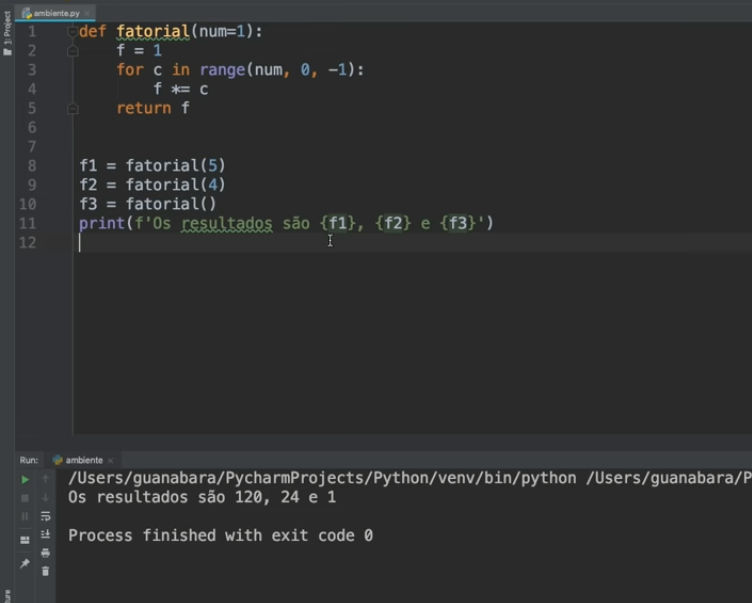 ambiente.py
1: Project
1 def fatorial(num=1):
2     f = 1
3     for c in range(num, 0, -1):
4         f *= c
5     return f
6
7
8 f1 = fatorial(5)
9 f2 = fatorial(4)
10 f3 = fatorial()
11 print(f'Os resultados são {f1}, {f2} e {f3}')
12
Run: ambiente
/Users/guanabara/PycharmProjects/Python/venv/bin/python /Users/guanabara/P
Os resultados são 120, 24 e 1
Process finished with exit code 0